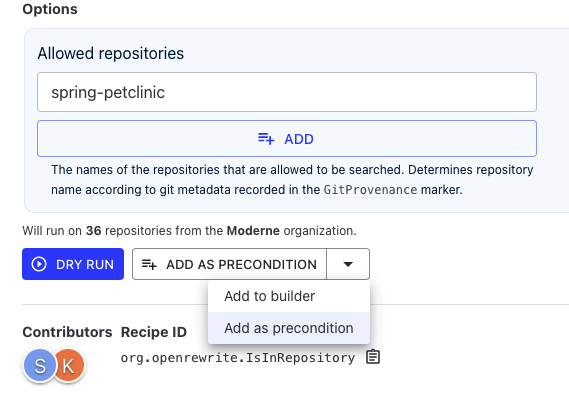 Options
Allowed repositories
spring-petclinic
ADD
The names of the repositories that are allowed to be searched. Determines repository
name according to git metadata recorded in the GitProvenance marker.
Will run on 36 repositories from the Moderne organization.
DRY RUN
ADD AS PRECONDITION
Add to builder
Add as precondition
Contributors
Recipe ID
S
K
org.openrewrite.IsInRepository